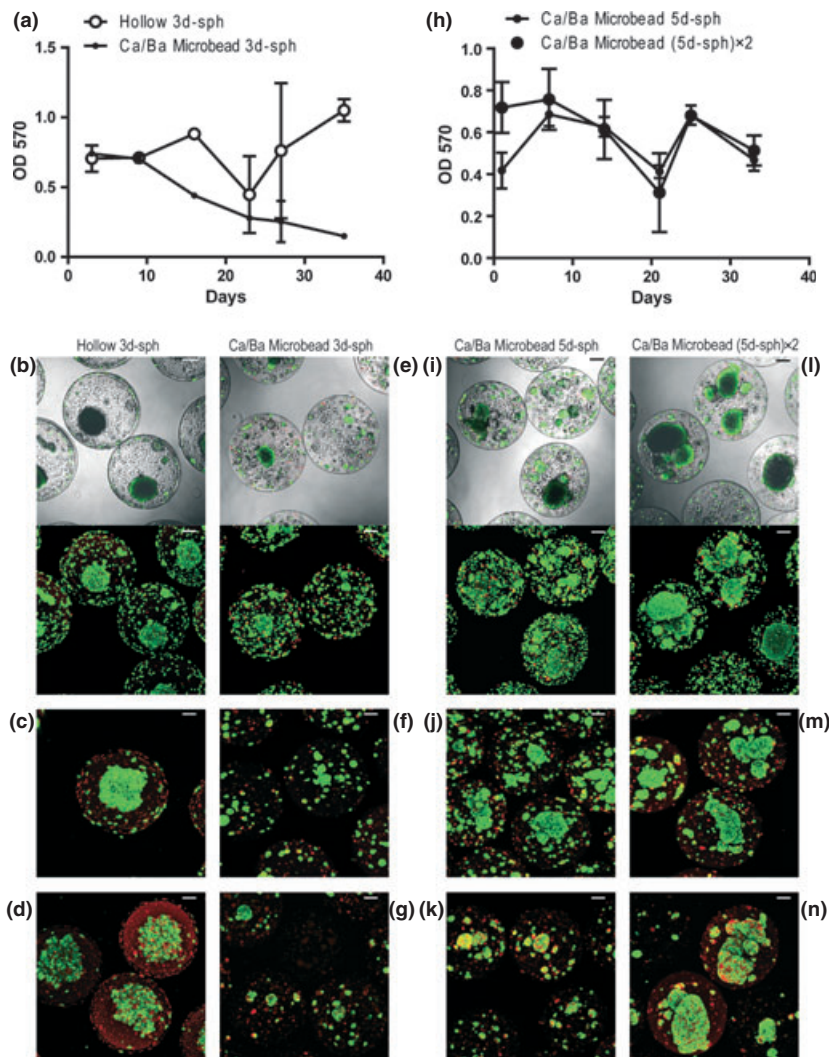 (a)
Hollow 3d-sph
Ca/Ba Microbead 3d-sph
OD 570
1.5
1.0
0.5
0.0
0 10 20 30 40
Days
(h)
Ca/Ba Microbead 5d-sph
Ca/Ba Microbead (5d-sph)×2
OD 570
1.0
0.8
0.6
0.4
0.2
0.0
0 10 20 30 40
Days
Hollow 3d-sph
Ca/Ba Microbead 3d-sph
Ca/Ba Microbead 5d-sph
Ca/Ba Microbead (5d-sph)×2
(b) (e) (i) (l)
(c) (f) (j) (m)
(d) (g) (k) (n)